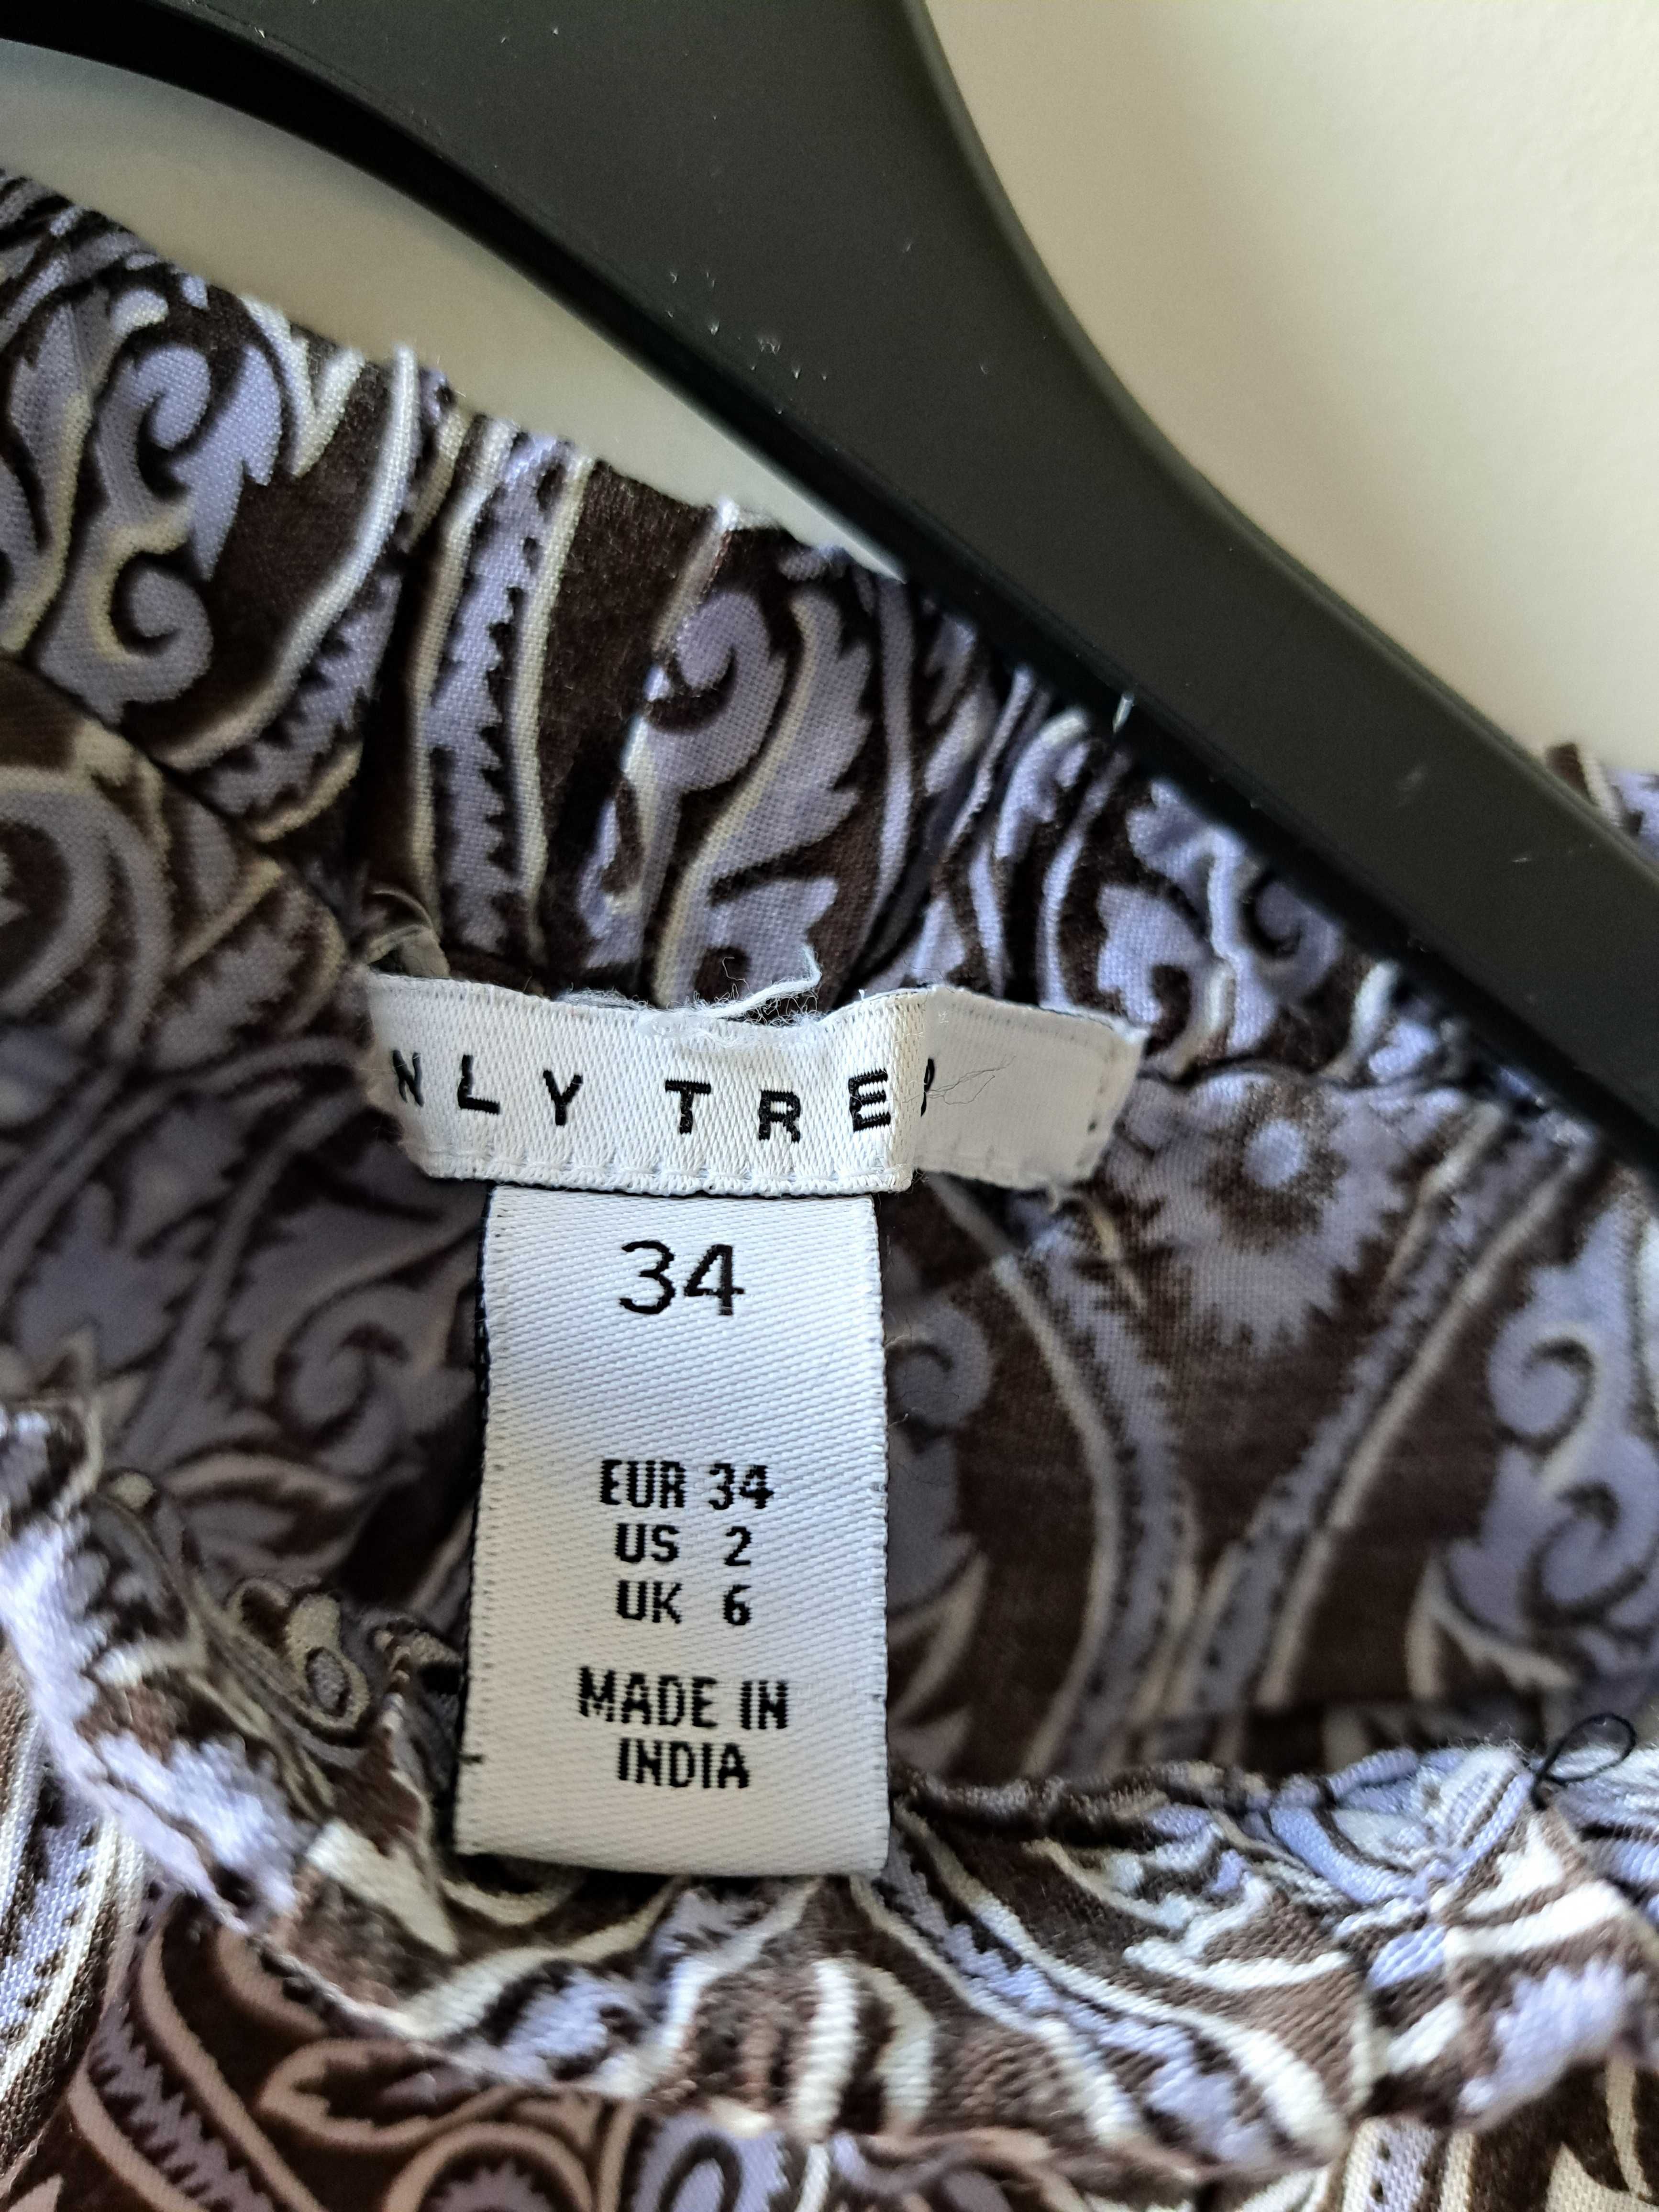 NLY TRE
34
EUR 34
US 2
UK 6
MADE IN
INDIA